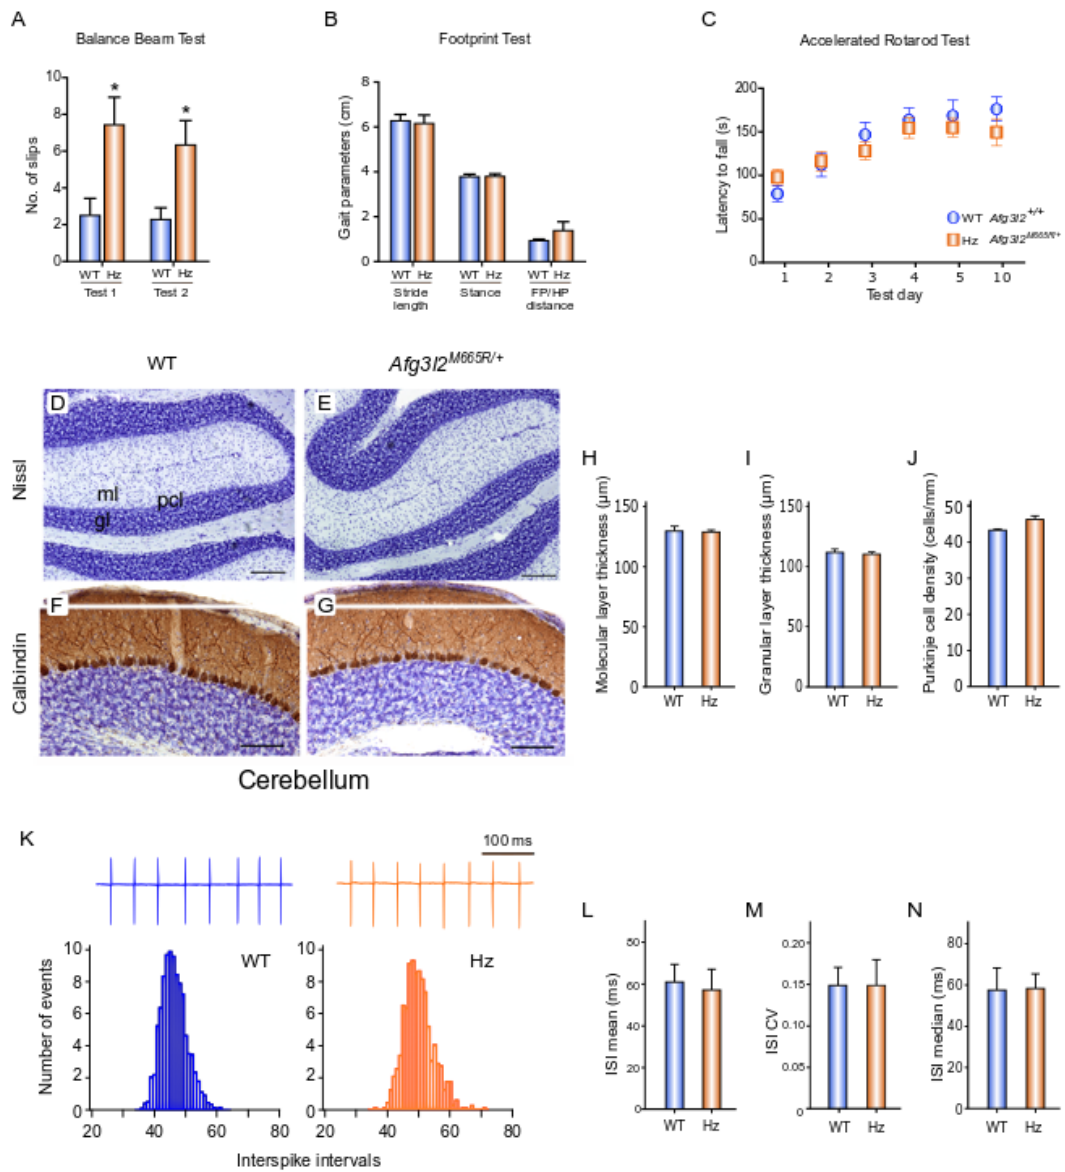 A
Balance Beam Test
No. of slips
10
8
6
4
2
0
*
*
WT Hz WT Hz
Test 1 Test 2
B
Footprint Test
Gait parameters (cm)
8
6
4
2
0
WT Hz WT Hz WT Hz
Stride length
Stance
FP/HP distance
C
Accelerated Rotarod Test
Latency to fall (s)
200
150
100
50
0
WT Afg3l2+/+
Hz Afg3l2M665R/+
1 2 3 4 5 10
Test day
WT
Afg3l2M665R/+
Nissl
D
ml
pcl
gl
E
Calbindin
F
G
Cerebellum
H
Molecular layer thickness (μm)
150
100
50
0
WT Hz
I
Granular layer thickness (μm)
150
100
50
0
WT Hz
J
Purkinje cell density (cells/mm)
50
40
30
20
10
0
WT Hz
K
100 ms
Number of events
10
8
6
4
2
0
WT
20 40 60 80
10
8
6
4
2
0
Hz
20 40 60 80
Interspike intervals
L
ISI mean (ms)
80
60
40
20
0
WT Hz
M
ISI CV
0.20
0.15
0.10
0.05
0
WT Hz
N
ISI median (ms)
80
60
40
20
0
WT Hz